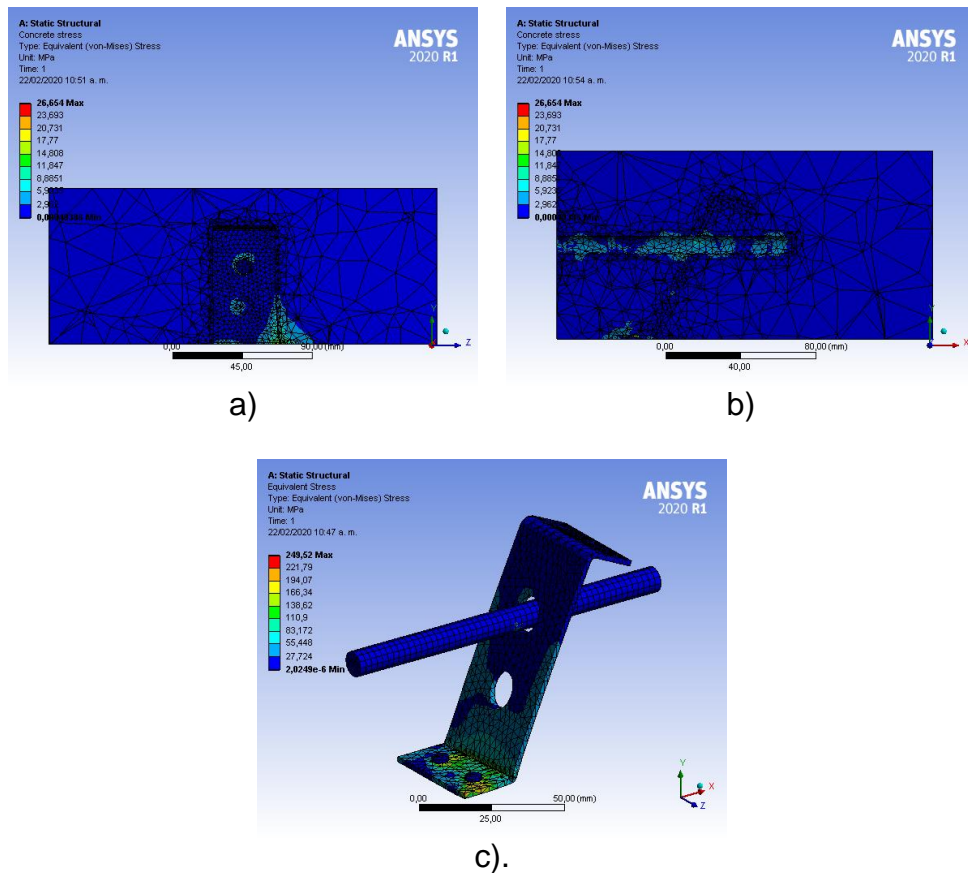 A: Static Structural
Concrete stress
Type: Equivalent (von-Mises) Stress
Unit: MPa
Time: 1
22/02/2020 10:51 a. m.
ANSYS
2020 R1
26,654 Max
23,693
20,731
17,77
14,808
11,847
8,8851
0,00
90,00 (mm)
45,00
Y
Z
a)
A: Static Structural
Concrete stress
Type: Equivalent (von-Mises) Stress
Unit: MPa
Time: 1
22/02/2020 10:54 a. m.
ANSYS
2020 R1
26,654 Max
23,693
20,731
17,77
11,847
8,8851
0,00
80,00 (mm)
40,00
X
b)
A: Static Structural
Equivalent Stress
Type: Equivalent (von-Mises) Stress
Unit: MPa
Time: 1
22/02/2020 10:47 a. m.
ANSYS
2020 R1
249,52 Max
221,79
194,07
166,34
138,62
110,9
83,172
55,448
27,724
2,0249e-6 Min
0,00
50,00 (mm)
25,00
Y
X
Z
c).